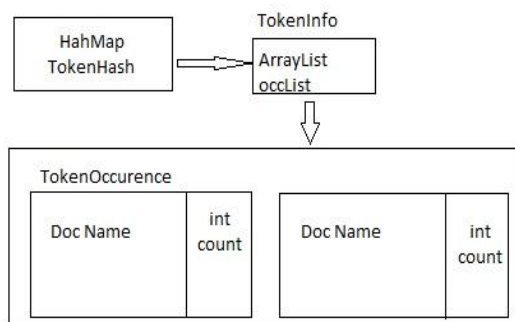 HahMap
TokenHash
TokenInfo
ArrayList
occList
TokenOccurence
Doc Name
int
count
Doc Name
int
count